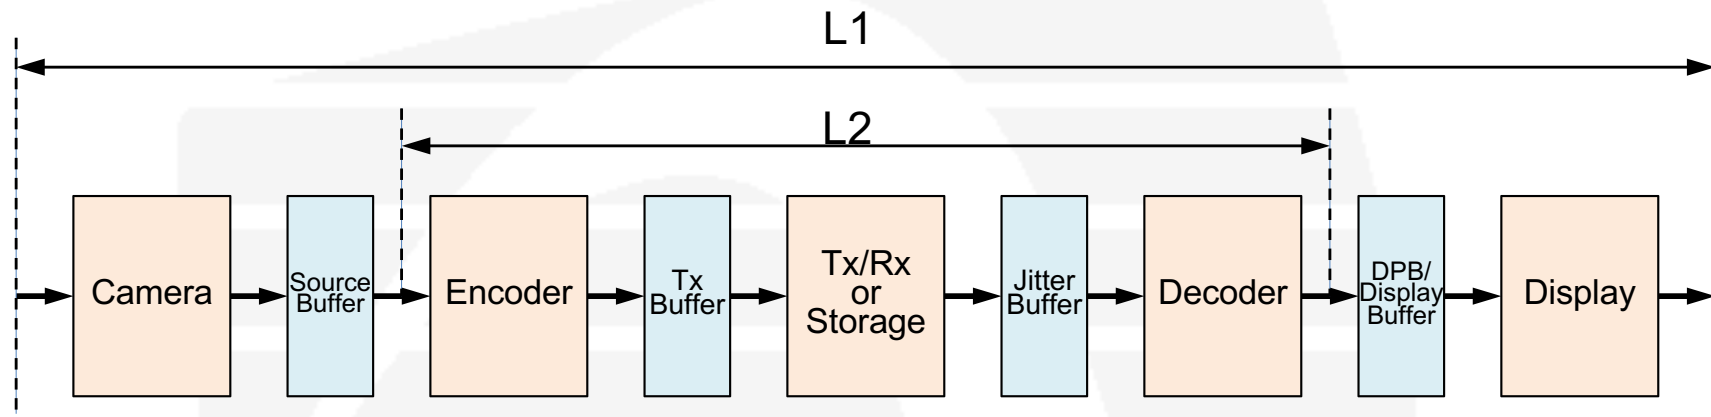 L1
L2
Camera
Source
Buffer
Encoder
Tx
Buffer
Tx/Rx
or
Storage
Jitter
Buffer
Decoder
DPB/
Display
Buffer
Display